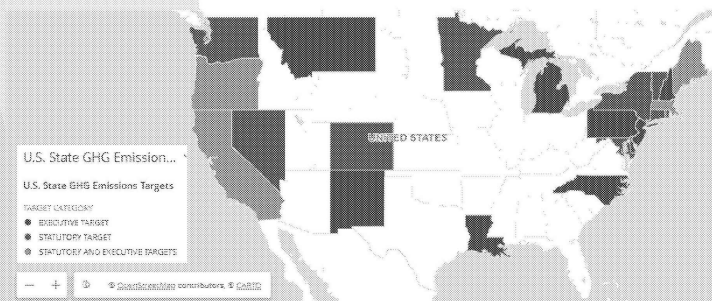 UNITED STATES
U.S. State GHG Emission...
U.S. State GHG Emissions Targets
TARGET CATEGORY
EXECUTIVE TARGET
STATUTORY TARGET
STATUTORY AND EXECUTIVE TARGETS
− + © OpenStreetMap contributors, © CARTO